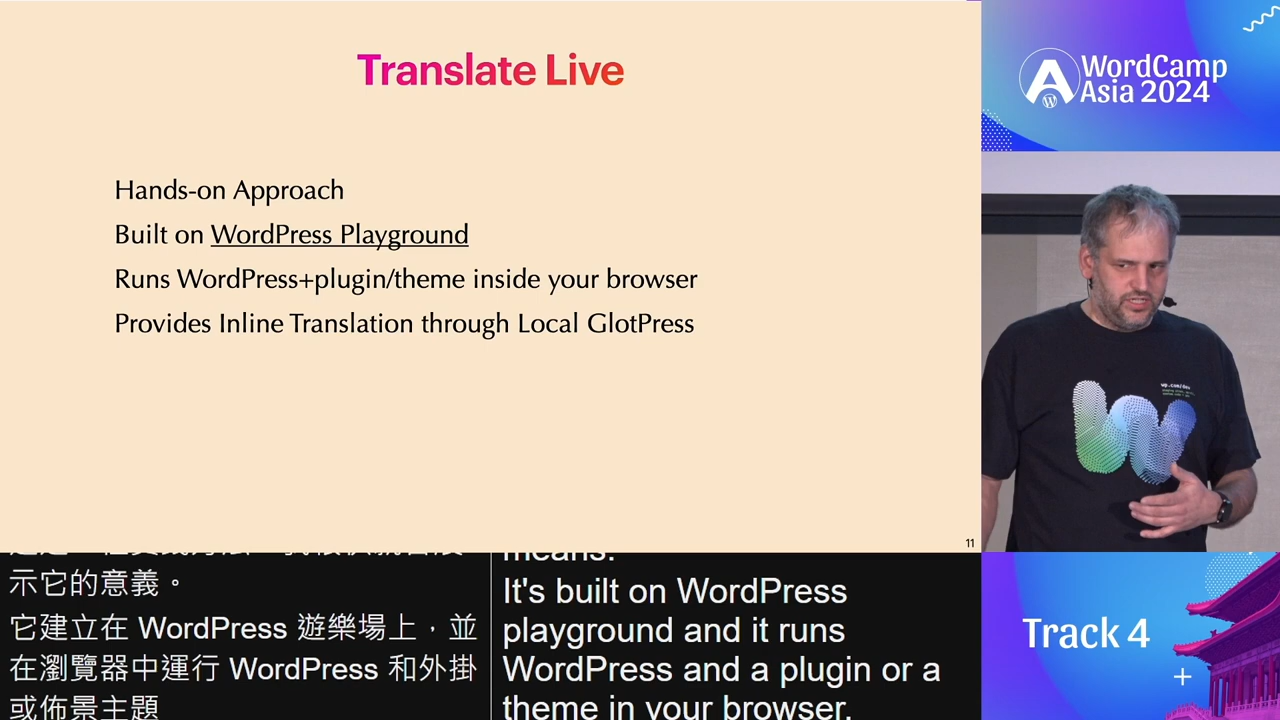 Translate Live
Hands-on Approach
Built on WordPress Playground
Runs WordPress+plugin/theme inside your browser
Provides Inline Translation through Local GlotPress
11
WordCamp
Asia 2024
wp.com/dev
示它的意義。
它建立在 WordPress 遊樂場上，並
在瀏覽器中運行 WordPress 和外掛
或佈景主題
means.
It's built on WordPress
playground and it runs
WordPress and a plugin or a
theme in your browser.
Track 4